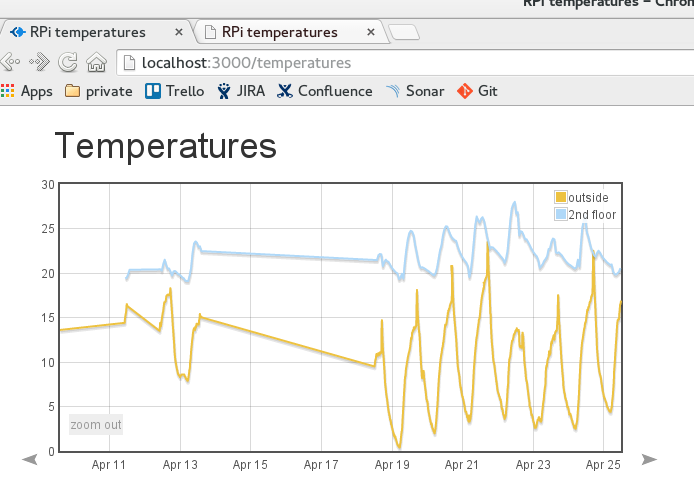 RPi temperatures – Chron
RPi temperatures × RPi temperatures ×
localhost:3000/temperatures
Apps private Trello JIRA Confluence Sonar Git
Temperatures
30
25
20
15
10
5
0
outside
2nd floor
zoom out
Apr 11 Apr 13 Apr 15 Apr 17 Apr 19 Apr 21 Apr 23 Apr 25